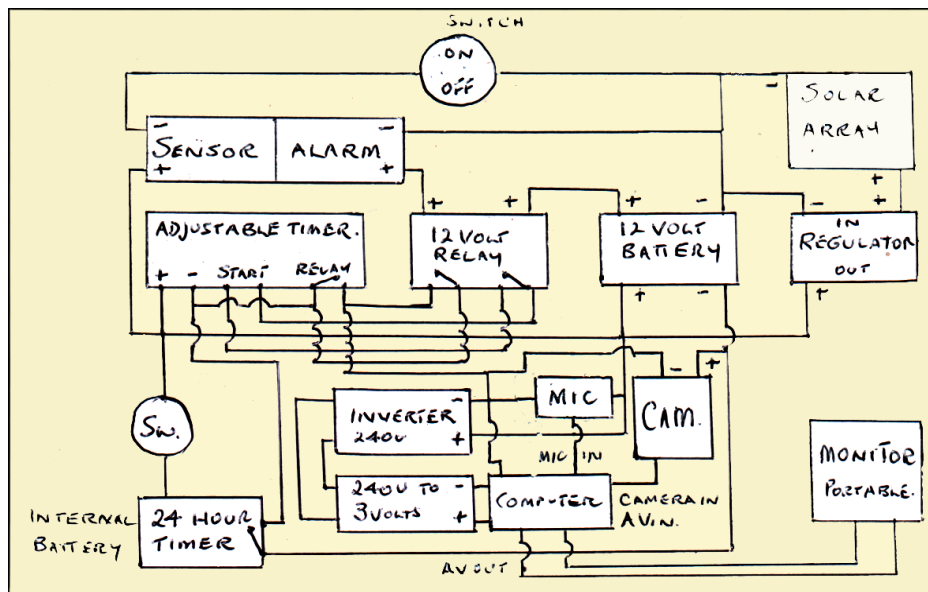 SWITCH
ON
OFF
SOLAR
ARRAY
-
+
- -
SENSOR ALARM
+ +
ADJUSTABLE TIMER.
+ - START RELAY
+ +
12 VOLT
RELAY
+ -
12 VOLT
BATTERY
+ -
- +
IN
REGULATOR
OUT
+
- +
CAM.
MIC
MIC IN
INVERTER -
240V +
SW.
240V TO -
3 VOLTS +
COMPUTER
CAMERA IN
AV IN.
MONITOR
PORTABLE.
INTERNAL
BATTERY
24 HOUR
TIMER
AV OUT